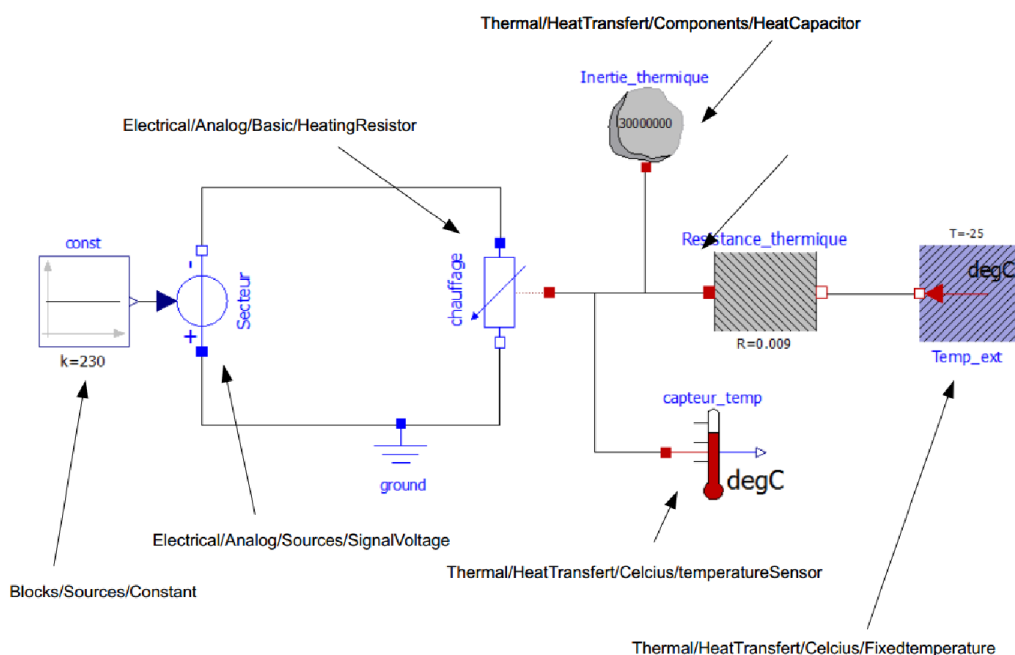 Thermal/HeatTransfert/Components/HeatCapacitor
Inertie_thermique
30000000
Electrical/Analog/Basic/HeatingResistor
const
k=230
-
+
Secteur
chauffage
Resistance_thermique
R=0.009
T=-25
degC
Temp_ext
capteur_temp
degC
ground
Electrical/Analog/Sources/SignalVoltage
Thermal/HeatTransfert/Celcius/temperatureSensor
Blocks/Sources/Constant
Thermal/HeatTransfert/Celcius/Fixedtemperature